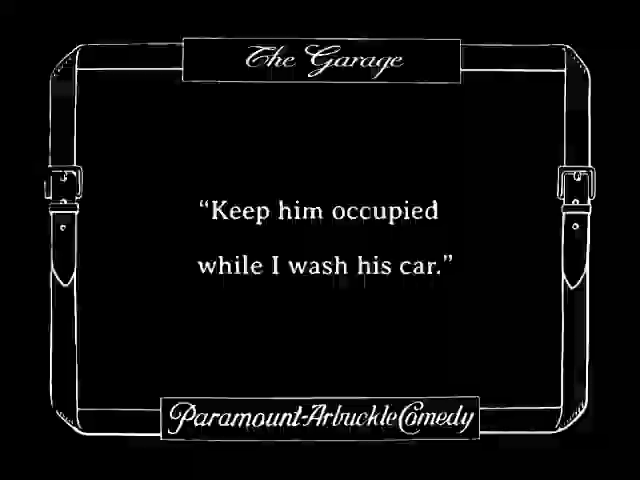 The Garage
“Keep him occupied
while I wash his car.”
Paramount-Arbuckle Comedy